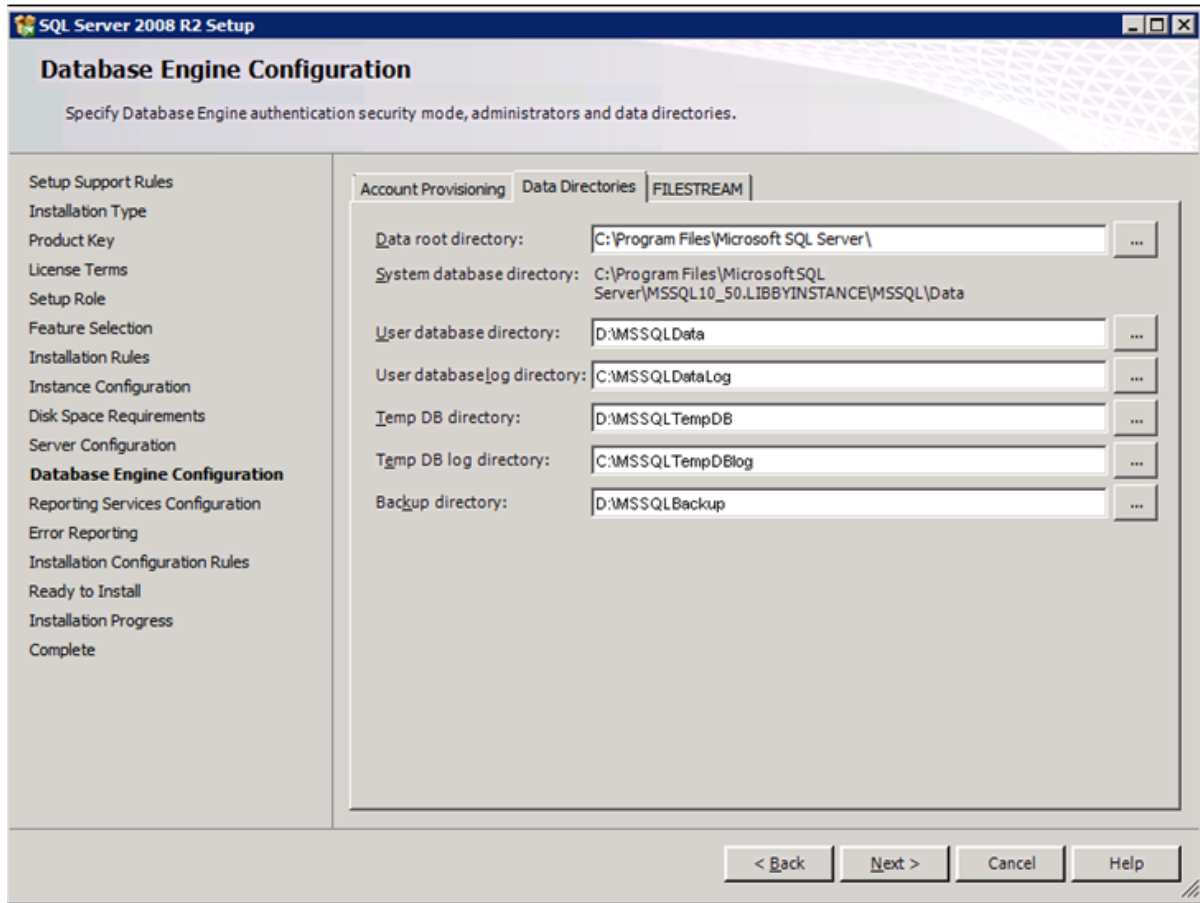 SQL Server 2008 R2 Setup
Database Engine Configuration
Specify Database Engine authentication security mode, administrators and data directories.
Setup Support Rules
Installation Type
Product Key
License Terms
Setup Role
Feature Selection
Installation Rules
Instance Configuration
Disk Space Requirements
Server Configuration
Database Engine Configuration
Reporting Services Configuration
Error Reporting
Installation Configuration Rules
Ready to Install
Installation Progress
Complete
Account Provisioning Data Directories FILESTREAM
Data root directory: C:\Program Files\Microsoft SQL Server\ ...
System database directory: C:\Program Files\MicrosoftSQL
Server\MSSQL10_50.LIBBYINSTANCE\MSSQL\Data
User database directory: D:\MSSQLData ...
User databaselog directory: C:\MSSQLDataLog ...
Temp DB directory: D:\MSSQLTempDB ...
Temp DB log directory: C:\MSSQLTempDBlog ...
Backup directory: D:\MSSQLBackup ...
< Back Next > Cancel Help